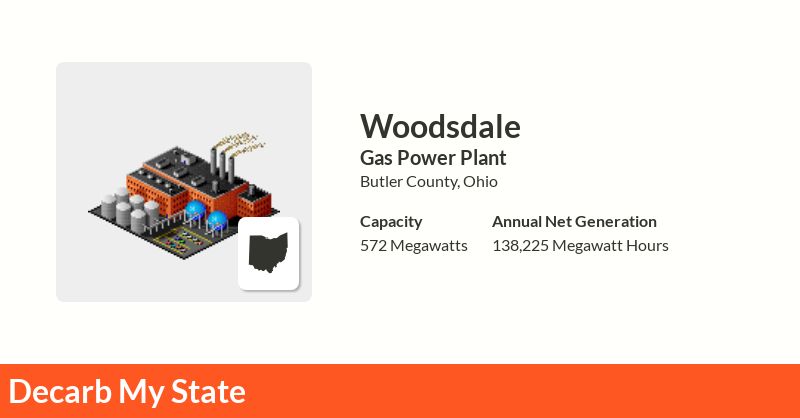 Woodsdale
Gas Power Plant
Butler County, Ohio
Capacity
572 Megawatts
Annual Net Generation
138,225 Megawatt Hours
Decarb My State